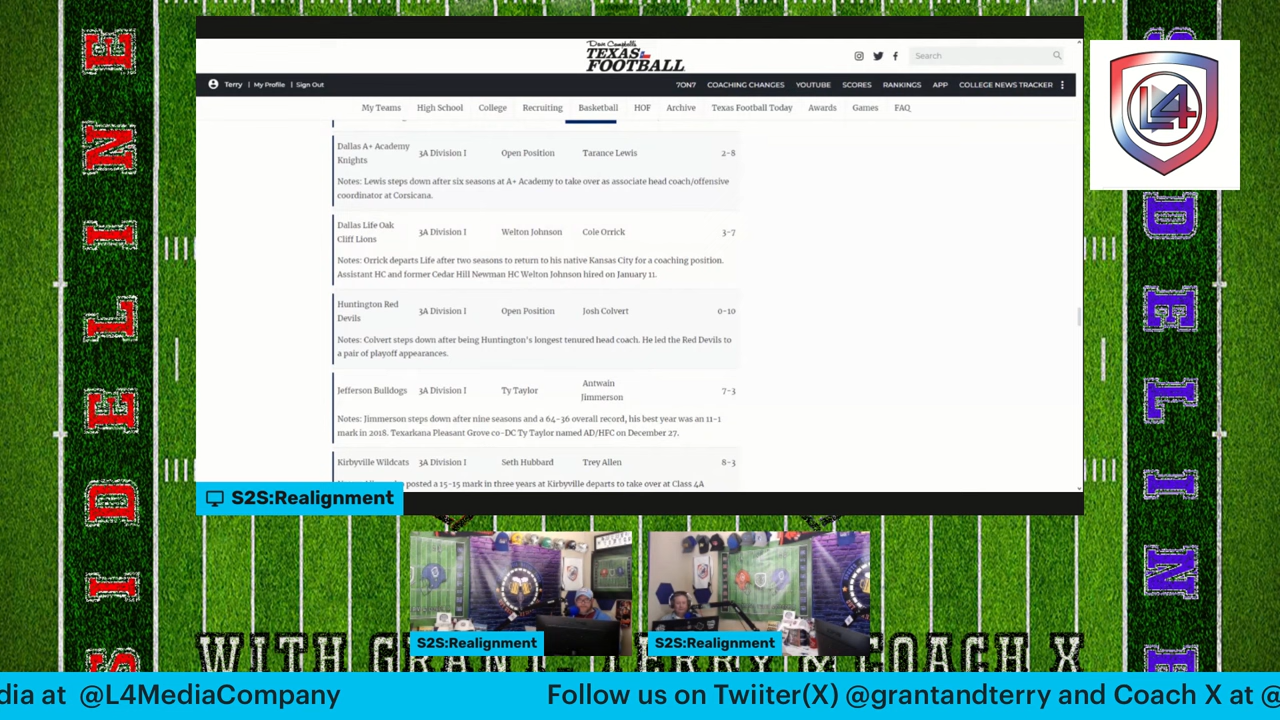 Dave Campbell's
TEXAS
FOOTBALL
Search
Terry | My Profile | Sign Out
7ON7 COACHING CHANGES YOUTUBE SCORES RANKINGS APP COLLEGE NEWS TRACKER
My Teams High School College Recruiting Basketball HOF Archive Texas Football Today Awards Games FAQ
Dallas A+ Academy
Knights
3A Division I Open Position Tarance Lewis 2-8
Notes: Lewis steps down after six seasons at A+ Academy to take over as associate head coach/offensive
coordinator at Corsicana.
Dallas Life Oak
Cliff Lions
3A Division I Welton Johnson Cole Orrick 3-7
Notes: Orrick departs Life after two seasons to return to his native Kansas City for a coaching position.
Assistant HC and former Cedar Hill Newman HC Welton Johnson hired on January 11.
Huntington Red
Devils
3A Division I Open Position Josh Colvert 0-10
Notes: Colvert steps down after being Huntington's longest tenured head coach. He led the Red Devils to
a pair of playoff appearances.
Jefferson Bulldogs 3A Division I Ty Taylor
Antwain
Jimmerson
7-3
Notes: Jimmerson steps down after nine seasons and a 64-36 overall record, his best year was an 11-1
mark in 2018. Texarkana Pleasant Grove co-DC Ty Taylor named AD/HFC on December 27.
Kirbyville Wildcats 3A Division I Seth Hubbard Trey Allen 8-3
posted a 15-15 mark in three years at Kirbyville departs to take over at Class 4A
L4
S2S:Realignment
S2S:Realignment
S2S:Realignment
SIDELINE
SIDELINE
WITH GRANT, TERRY & COACH X
dia at @L4MediaCompany
Follow us on Twiiter(X) @grantandterry and Coach X at @